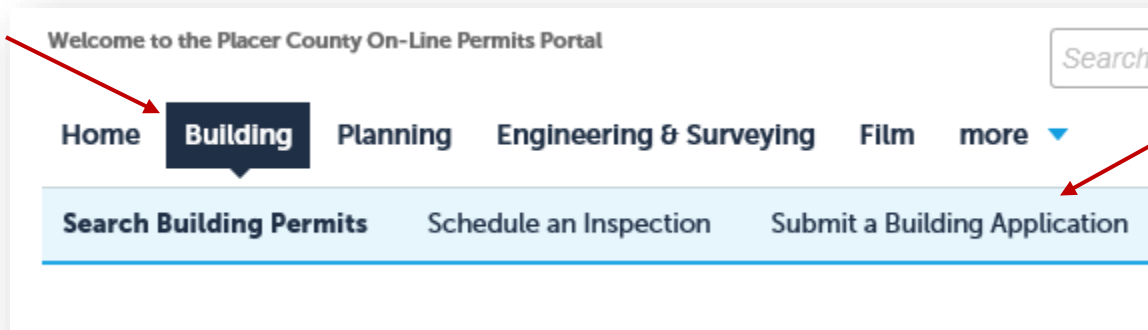 Welcome to the Placer County On-Line Permits Portal
Search
Home Building Planning Engineering & Surveying Film more
Search Building Permits Schedule an Inspection Submit a Building Application